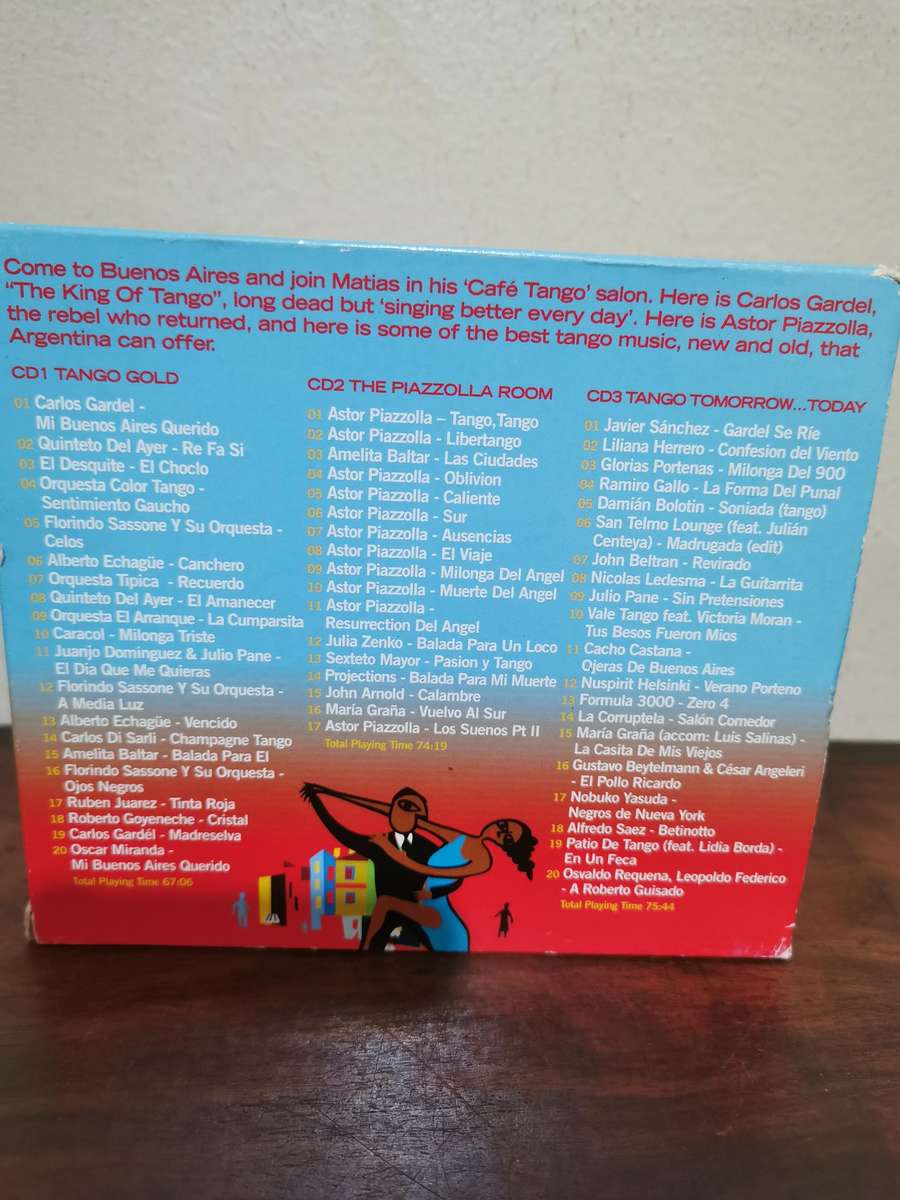 Come to Buenos Aires and join Matias in his ‘Café Tango’ salon. Here is Carlos Gardel,
“The King Of Tango”, long dead but ‘singing better every day’. Here is Astor Piazzolla,
the rebel who returned, and here is some of the best tango music, new and old, that
Argentina can offer.
CD1 TANGO GOLD
01 Carlos Gardel -
Mi Buenos Aires Querido
02 Quinteto Del Ayer - Re Fa Si
03 El Desquite - El Choclo
04 Orquesta Color Tango -
Sentimiento Gaucho
05 Florindo Sassone Y Su Orquesta -
Celos
06 Alberto Echagüe - Canchero
07 Orquesta Tipica - Recuerdo
08 Quinteto Del Ayer - El Amanecer
09 Orquesta El Arranque - La Cumparsita
10 Caracol - Milonga Triste
11 Juanjo Dominguez & Julio Pane -
El Dia Que Me Quieras
12 Florindo Sassone Y Su Orquesta -
A Media Luz
13 Alberto Echagüe - Vencido
14 Carlos Di Sarli - Champagne Tango
15 Amelita Baltar - Balada Para El
16 Florindo Sassone Y Su Orquesta -
Ojos Negros
17 Ruben Juarez - Tinta Roja
18 Roberto Goyeneche - Cristal
19 Carlos Gardél - Madreselva
20 Oscar Miranda -
Mi Buenos Aires Querido
Total Playing Time 67:06
CD2 THE PIAZZOLLA ROOM
01 Astor Piazzolla – Tango,Tango
02 Astor Piazzolla - Libertango
03 Amelita Baltar - Las Ciudades
04 Astor Piazzolla - Oblivion
05 Astor Piazzolla - Caliente
06 Astor Piazzolla - Sur
07 Astor Piazzolla - Ausencias
08 Astor Piazzolla - El Viaje
09 Astor Piazzolla - Milonga Del Angel
10 Astor Piazzolla - Muerte Del Angel
11 Astor Piazzolla -
Resurrection Del Angel
12 Julia Zenko - Balada Para Un Loco
13 Sexteto Mayor - Pasion y Tango
14 Projections - Balada Para Mi Muerte
15 John Arnold - Calambre
16 María Graña - Vuelvo Al Sur
17 Astor Piazzolla - Los Suenos Pt II
Total Playing Time 74:19
CD3 TANGO TOMORROW...TODAY
01 Javier Sánchez - Gardel Se Ríe
02 Liliana Herrero - Confesion del Viento
03 Glorias Portenas - Milonga Del 900
04 Ramiro Gallo - La Forma Del Punal
05 Damián Bolotin - Soniada (tango)
06 San Telmo Lounge (feat. Julián
Centeya) - Madrugada (edit)
07 John Beltran - Revirado
08 Nicolas Ledesma - La Guitarrita
09 Julio Pane - Sin Pretensiones
10 Vale Tango feat. Victoria Moran -
Tus Besos Fueron Mios
11 Cacho Castana -
Ojeras De Buenos Aires
12 Nuspirit Helsinki - Verano Porteno
13 Formula 3000 - Zero 4
14 La Corruptela - Salón Comedor
15 María Graña (accom: Luis Salinas) -
La Casita De Mis Viejos
16 Gustavo Beytelmann & César Angeleri
- El Pollo Ricardo
17 Nobuko Yasuda -
Negros de Nueva York
18 Alfredo Saez - Betinotto
19 Patio De Tango (feat. Lidia Borda) -
En Un Feca
20 Osvaldo Requena, Leopoldo Federico
- A Roberto Guisado
Total Playing Time 75:44